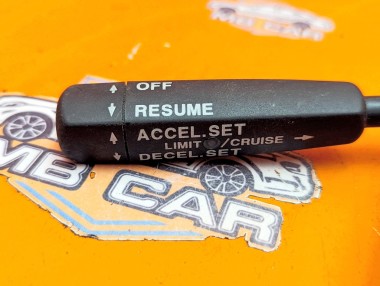 MB CAR
OFF
RESUME
ACCEL.SET
LIMIT /CRUISE
DECEL.SET
MB CAR